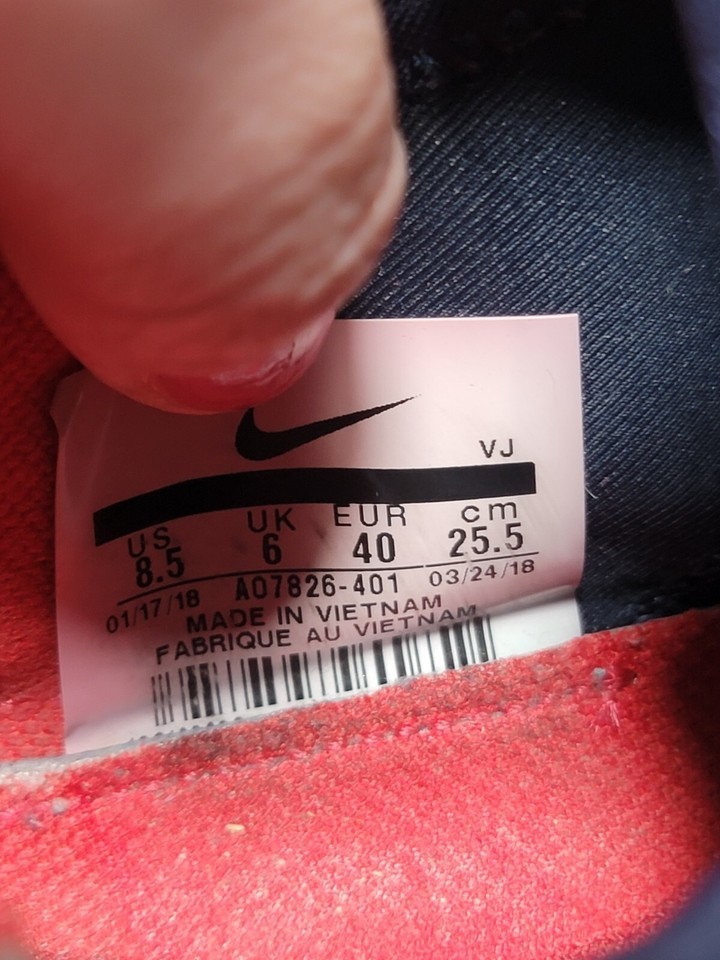 VJ
US UK EUR cm
8.5 6 40 25.5
01/17/18 AO7826-401 03/24/18
MADE IN VIETNAM
FABRIQUE AU VIETNAM